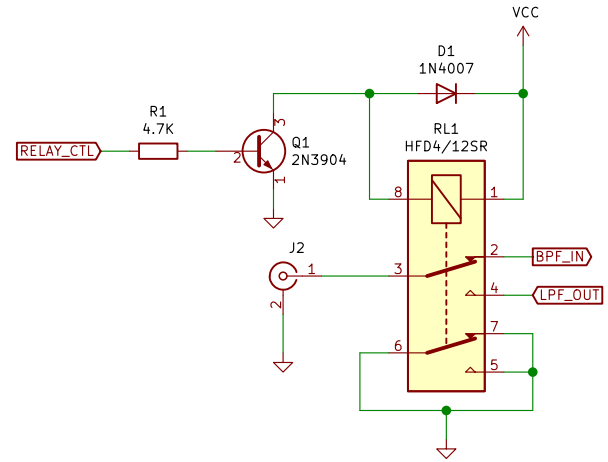 VCC
D1
1N4007
R1
4.7K
RELAY_CTL
3
2
1
Q1
2N3904
RL1
HFD4/12SR
8
1
J2
1
2
3
2
BPF_IN
4
LPF_OUT
6
7
5